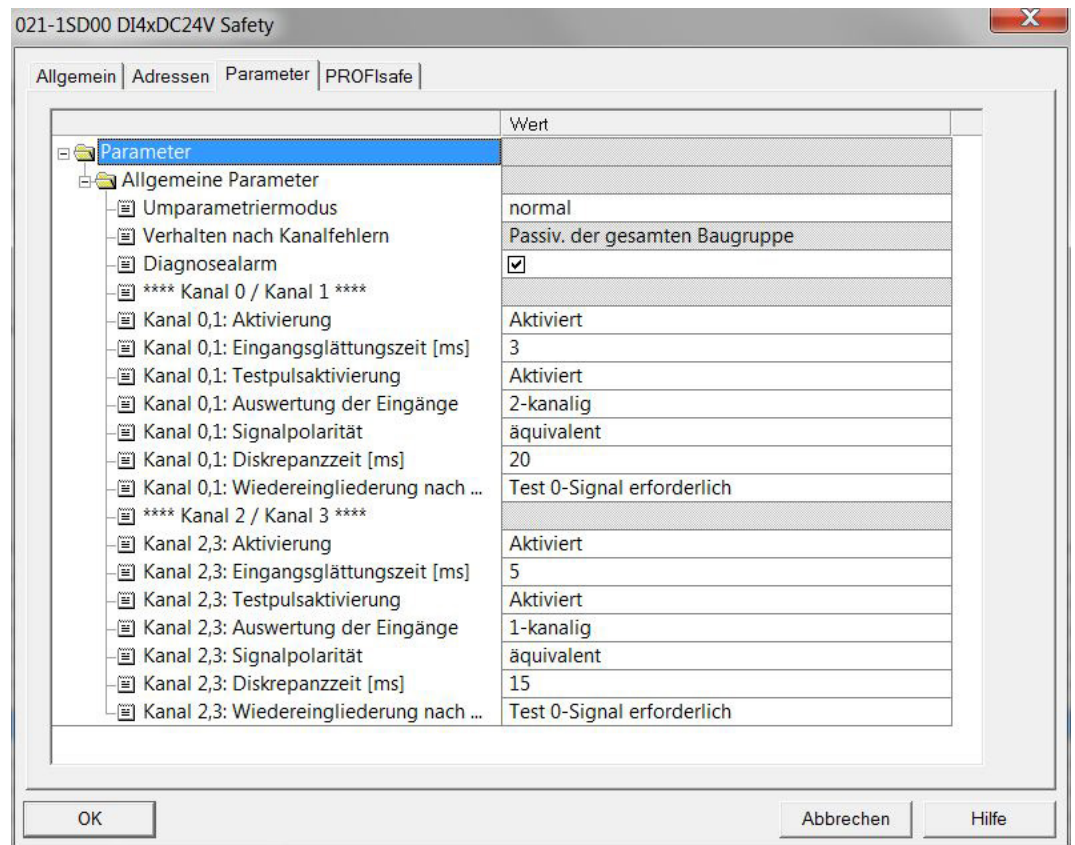 021-1SD00 DI4xDC24V Safety
Allgemein Adressen Parameter PROFIsafe
Wert
Parameter
Allgemeine Parameter
Umparametriermodus normal
Verhalten nach Kanalfehlern Passiv. der gesamten Baugruppe
Diagnosealarm
**** Kanal 0 / Kanal 1 ****
Kanal 0,1: Aktivierung Aktiviert
Kanal 0,1: Eingangsglättungszeit [ms] 3
Kanal 0,1: Testpulsaktivierung Aktiviert
Kanal 0,1: Auswertung der Eingänge 2-kanalig
Kanal 0,1: Signalpolarität äquivalent
Kanal 0,1: Diskrepanzzeit [ms] 20
Kanal 0,1: Wiedereingliederung nach ... Test 0-Signal erforderlich
**** Kanal 2 / Kanal 3 ****
Kanal 2,3: Aktivierung Aktiviert
Kanal 2,3: Eingangsglättungszeit [ms] 5
Kanal 2,3: Testpulsaktivierung Aktiviert
Kanal 2,3: Auswertung der Eingänge 1-kanalig
Kanal 2,3: Signalpolarität äquivalent
Kanal 2,3: Diskrepanzzeit [ms] 15
Kanal 2,3: Wiedereingliederung nach ... Test 0-Signal erforderlich
OK Abbrechen Hilfe